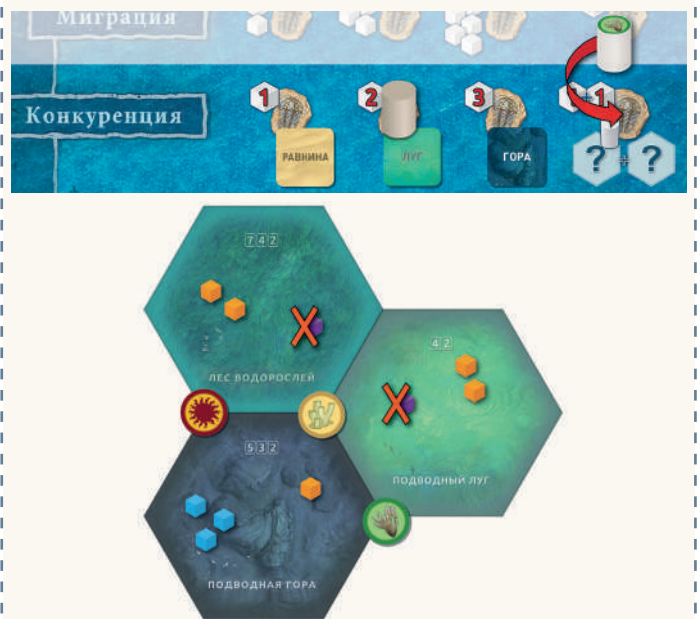 Миграция
Конкуренция
1 2 3 1
РАВНИНА ЛУГ ГОРА ? + ?
7 4 2
ЛЕС ВОДОРОСЛЕЙ
4 2
ПОДВОДНЫЙ ЛУГ
5 3 2
ПОДВОДНАЯ ГОРА